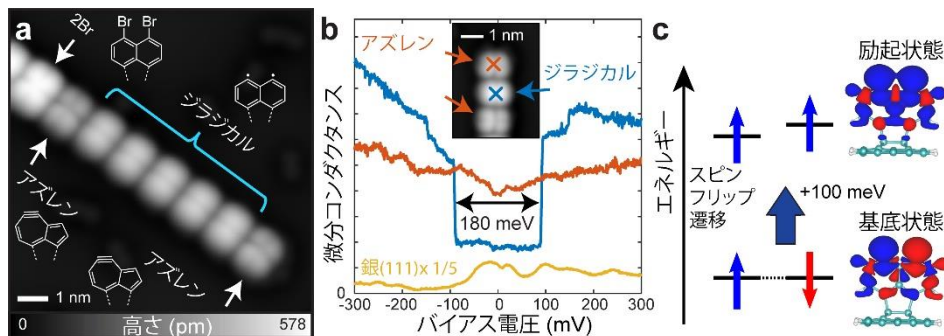 a
2Br
Br Br
ジラジカル
アズレン
アズレン
1 nm
0 高さ (pm) 578
b
1 nm
アズレン
ジラジカル
微分コンダクタンス
180 meV
銀(111)x 1/5
0
-300 -200 -100 0 100 200 300
バイアス電圧 (mV)
c
励起状態
エネルギー
スピン
フリップ
遷移
+100 meV
基底状態